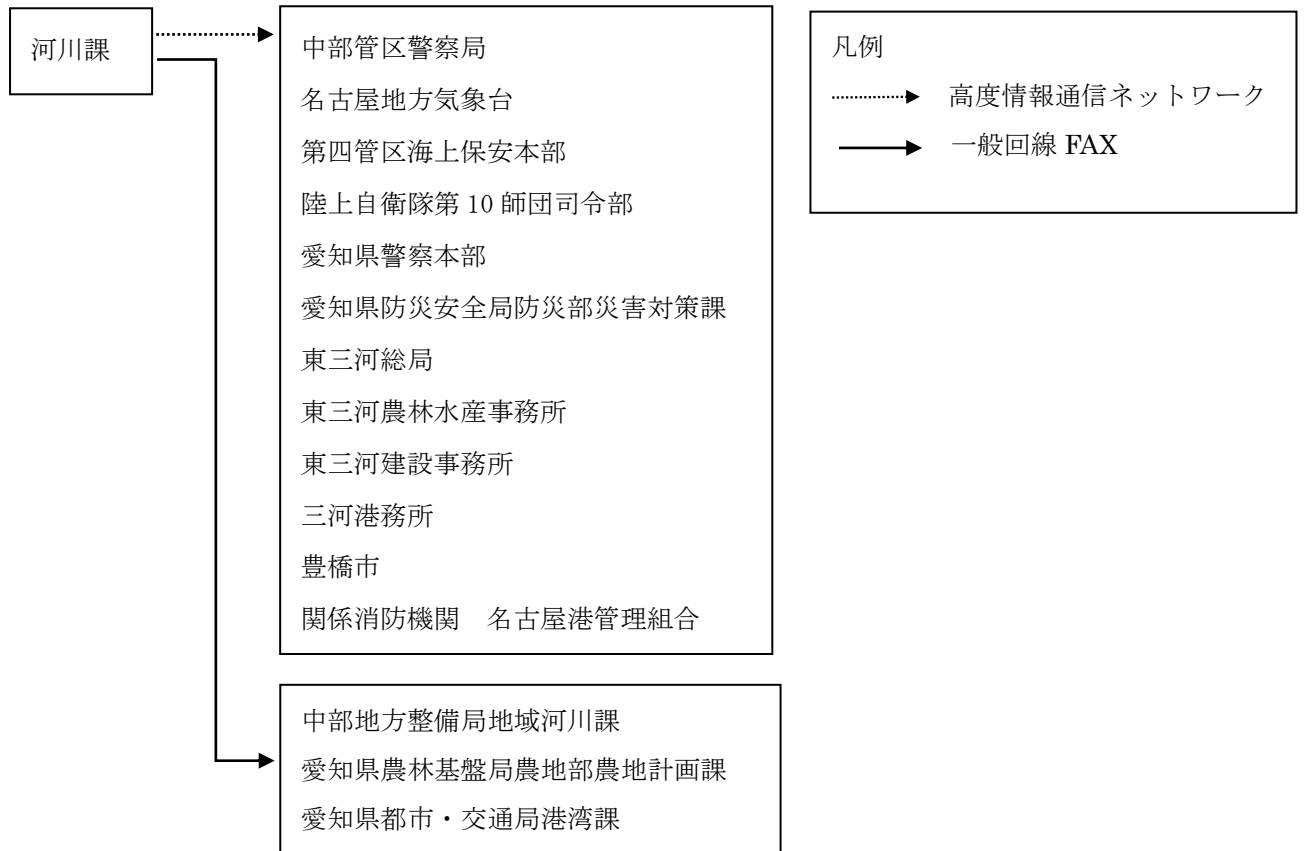 河川課
中部管区警察局
名古屋地方気象台
第四管区海上保安本部
陸上自衛隊第 10 師団司令部
愛知県警察本部
愛知県防災安全局防災部災害対策課
東三河総局
東三河農林水産事務所
東三河建設事務所
三河港務所
豊橋市
関係消防機関　名古屋港管理組合
中部地方整備局地域河川課
愛知県農林基盤局農地部農地計画課
愛知県都市・交通局港湾課
凡例
高度情報通信ネットワーク
一般回線 FAX